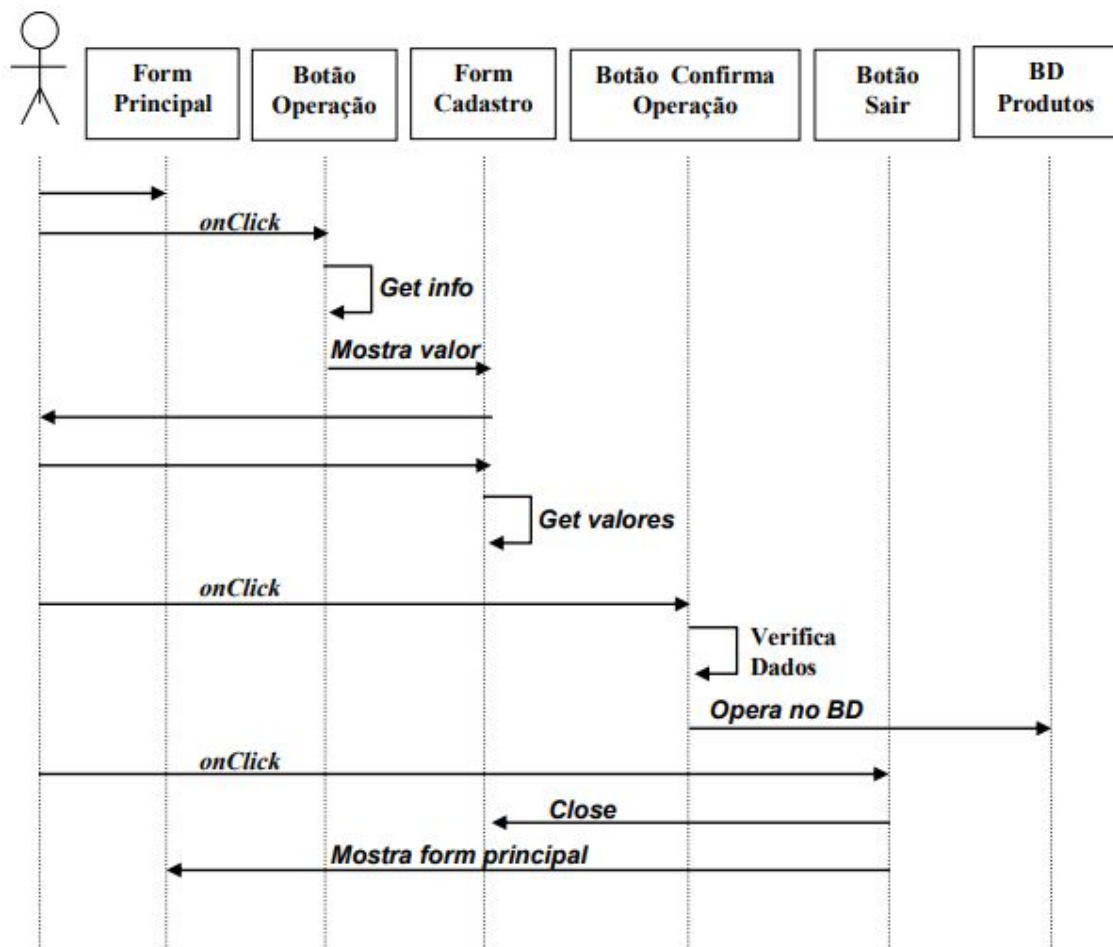 Form
Principal
Botão
Operação
Form
Cadastro
Botão Confirma
Operação
Botão
Sair
BD
Produtos
onClick
Get info
Mostra valor
Get valores
onClick
Verifica
Dados
Opera no BD
onClick
Close
Mostra form principal